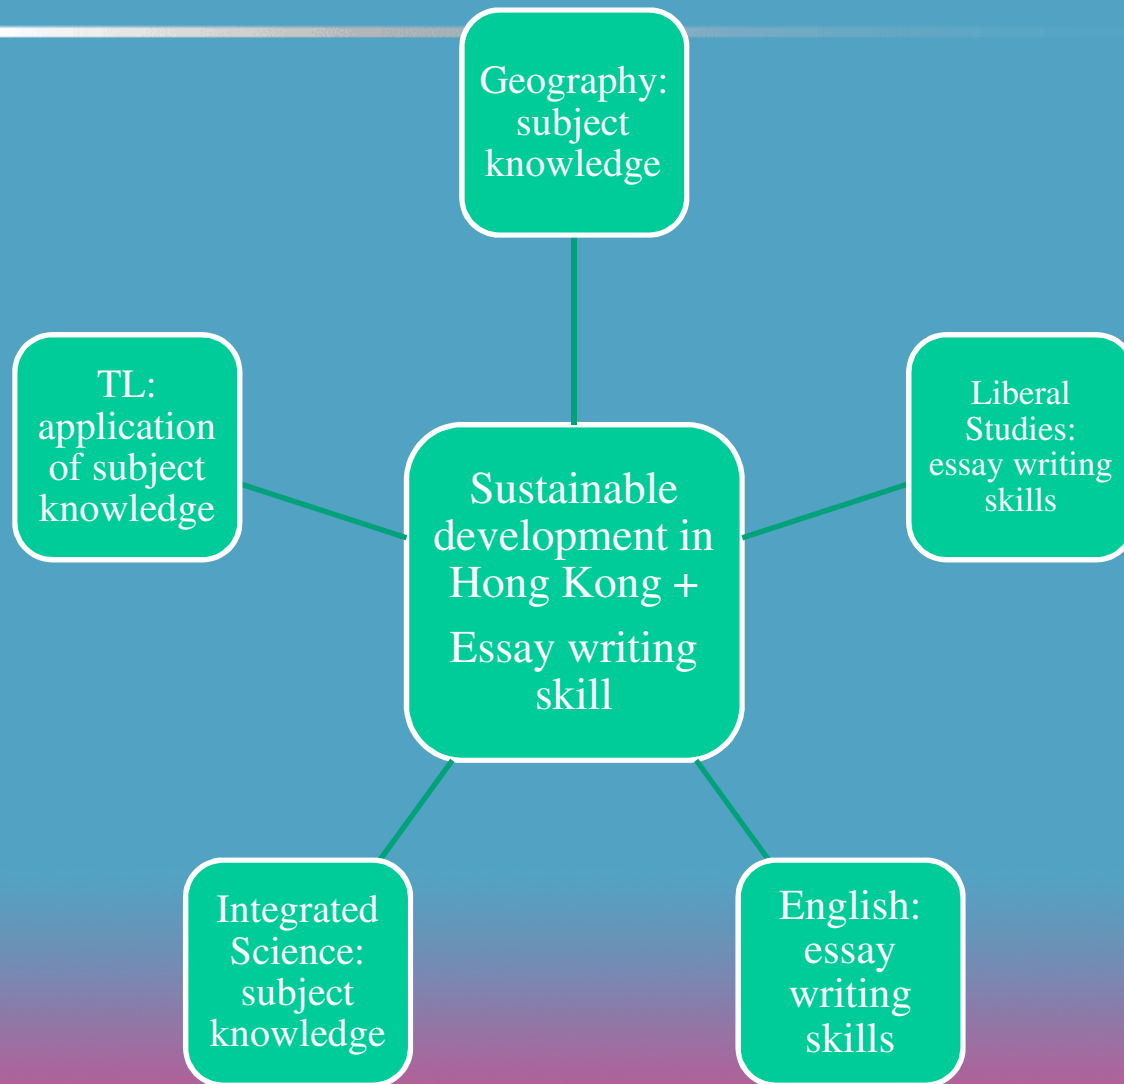 Geography:
subject
knowledge
TL:
application
of subject
knowledge
Liberal
Studies:
essay writing
skills
Sustainable
development in
Hong Kong +
Essay writing
skill
Integrated
Science:
subject
knowledge
English:
essay
writing
skills